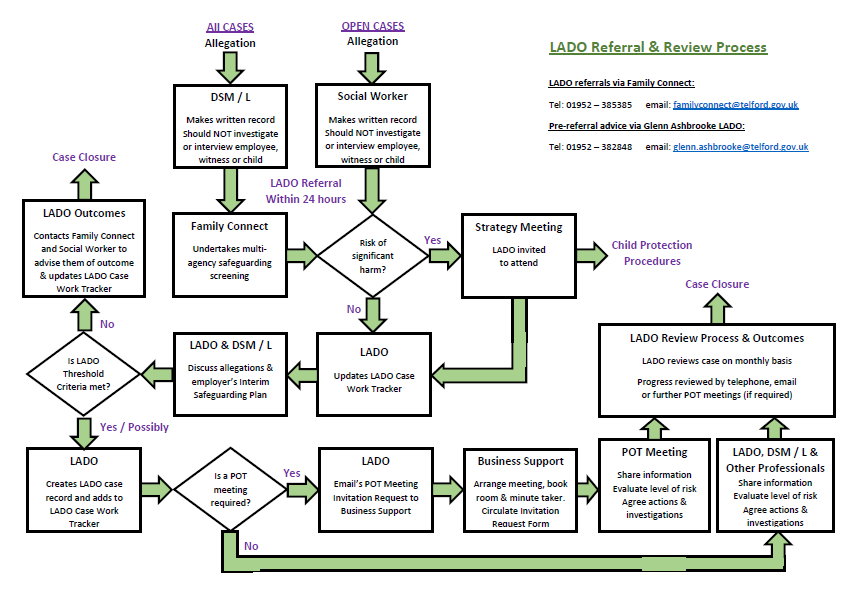 All CASES
Allegation
OPEN CASES
Allegation
LADO Referral & Review Process
LADO referrals via Family Connect:
Tel: 01952 – 385385 email: familyconnect@telford.gov.uk
Pre-referral advice via Glenn Ashbrooke LADO:
Tel: 01952 – 382848 email: glenn.ashbrooke@telford.gov.uk
DSM / L
Makes written record
Should NOT investigate
or interview employee,
witness or child
Social Worker
Makes written record
Should NOT investigate
or interview employee,
witness or child
LADO Referral
Within 24 hours
Case Closure
LADO Outcomes
Contacts Family Connect
and Social Worker to
advise them of outcome
& updates LADO Case
Work Tracker
Family Connect
Undertakes multi-
agency safeguarding
screening
Risk of
significant
harm?
Yes
No
Strategy Meeting
LADO invited
to attend
Child Protection
Procedures
Case Closure
No
Is LADO
Threshold
Criteria met?
LADO & DSM / L
Discuss allegations &
employer's Interim
Safeguarding Plan
LADO
Updates LADO Case
Work Tracker
LADO Review Process & Outcomes
LADO reviews case on monthly basis
Progress reviewed by telephone, email
or further POT meetings (if required)
Yes / Possibly
LADO
Creates LADO case
record and adds to
LADO Case Work
Tracker
Is a POT
meeting
required?
Yes
LADO
Email's POT Meeting
Invitation Request to
Business Support
Business Support
Arrange meeting, book
room & minute taker.
Circulate Invitation
Request Form
POT Meeting
Share information
Evaluate level of risk
Agree actions &
investigations
LADO, DSM / L &
Other Professionals
Share information
Evaluate level of risk
Agree actions &
investigations
No